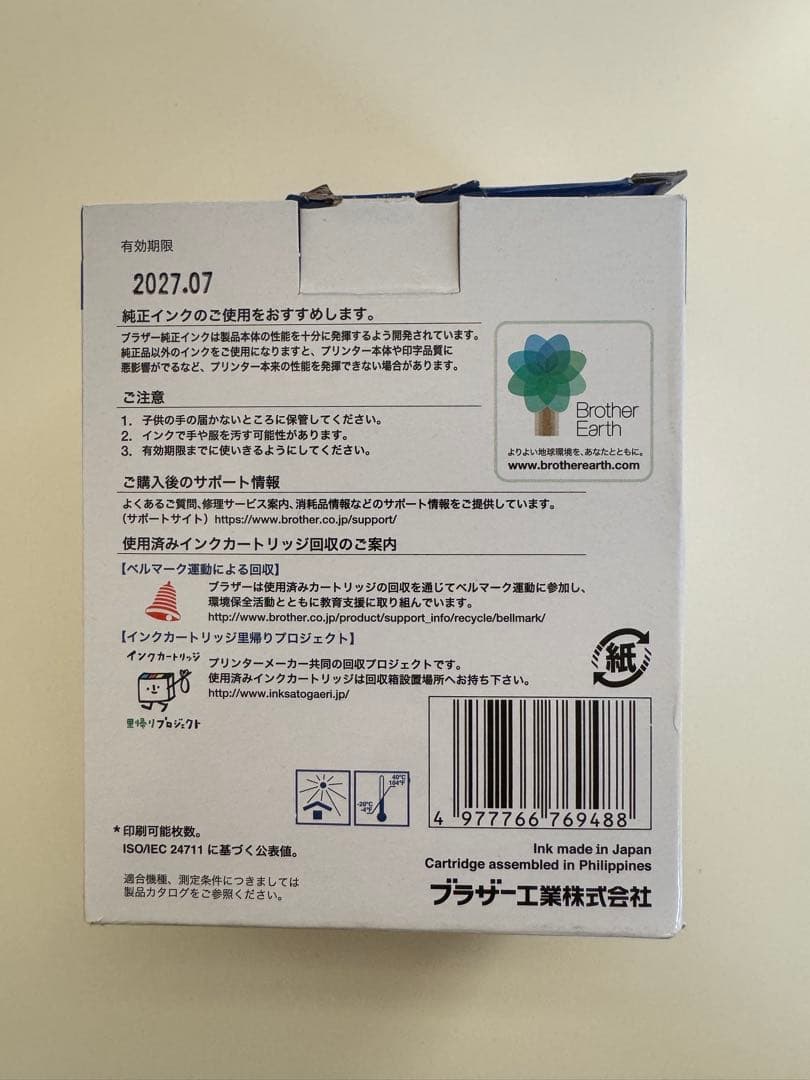 有効期限
2027.07
純正インクのご使用をおすすめします。
ブラザー純正インクは製品本体の性能を十分に発揮するよう開発されています。
純正品以外のインクをご使用になりますと、プリンター本体や印字品質に
悪影響がでるなど、プリンター本来の性能を発揮できない場合があります。
ご注意
1. 子供の手の届かないところに保管してください。
2. インクで手や服を汚す可能性があります。
3. 有効期限までに使いきるようにしてください。
Brother
Earth
よりよい地球環境を、あなたとともに。
www.brotherearth.com
ご購入後のサポート情報
よくあるご質問、修理サービス案内、消耗品情報などのサポート情報をご提供しています。
(サポートサイト) https://www.brother.co.jp/support/
使用済みインクカートリッジ回収のご案内
【ベルマーク運動による回収】
ブラザーは使用済みカートリッジの回収を通じてベルマーク運動に参加し、
環境保全活動とともに教育支援に取り組んでいます。
http://www.brother.co.jp/product/support_info/recycle/bellmark/
【インクカートリッジ里帰りプロジェクト】
インクカートリッジ
里帰りプロジェクト
プリンターメーカー共同の回収プロジェクトです。
使用済みインクカートリッジは回収箱設置場所へお持ち下さい。
http://www.inksatogaeri.jp/
紙
40°C
104°F
-20°C
-4°F
4 977766 769488
*印刷可能枚数。
ISO/IEC 24711 に基づく公表値。
Ink made in Japan
Cartridge assembled in Philippines
適合機種、測定条件につきましては
製品カタログをご参照ください。
ブラザー工業株式会社